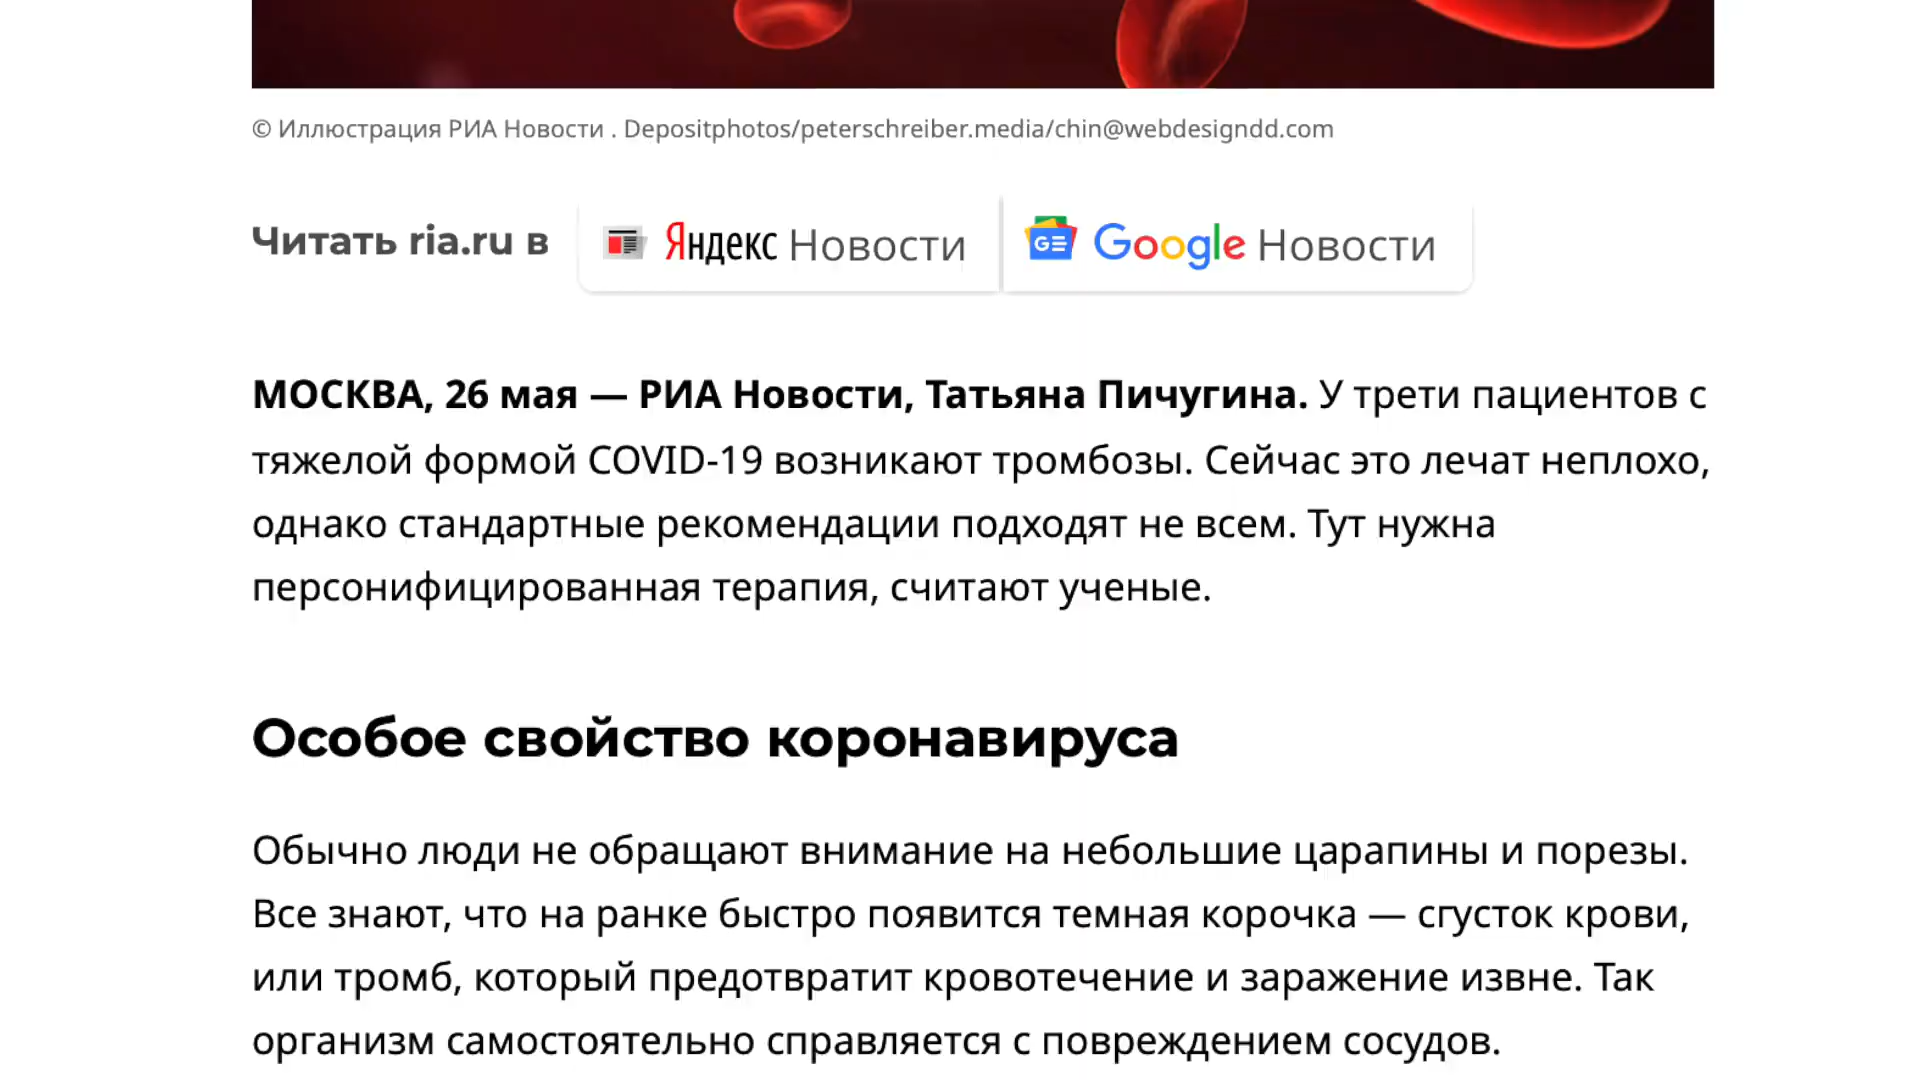 © Иллюстрация РИА Новости . Depositphotos/peterschreiber.media/chin@webdesigndd.com
Читать ria.ru в Яндекс Новости GE Google Новости
МОСКВА, 26 мая — РИА Новости, Татьяна Пичугина. У трети пациентов с
тяжелой формой COVID-19 возникают тромбозы. Сейчас это лечат неплохо,
однако стандартные рекомендации подходят не всем. Тут нужна
персонифицированная терапия, считают ученые.
Особое свойство коронавируса
Обычно люди не обращают внимание на небольшие царапины и порезы.
Все знают, что на ранке быстро появится темная корочка — сгусток крови,
или тромб, который предотвратит кровотечение и заражение извне. Так
организм самостоятельно справляется с повреждением сосудов.